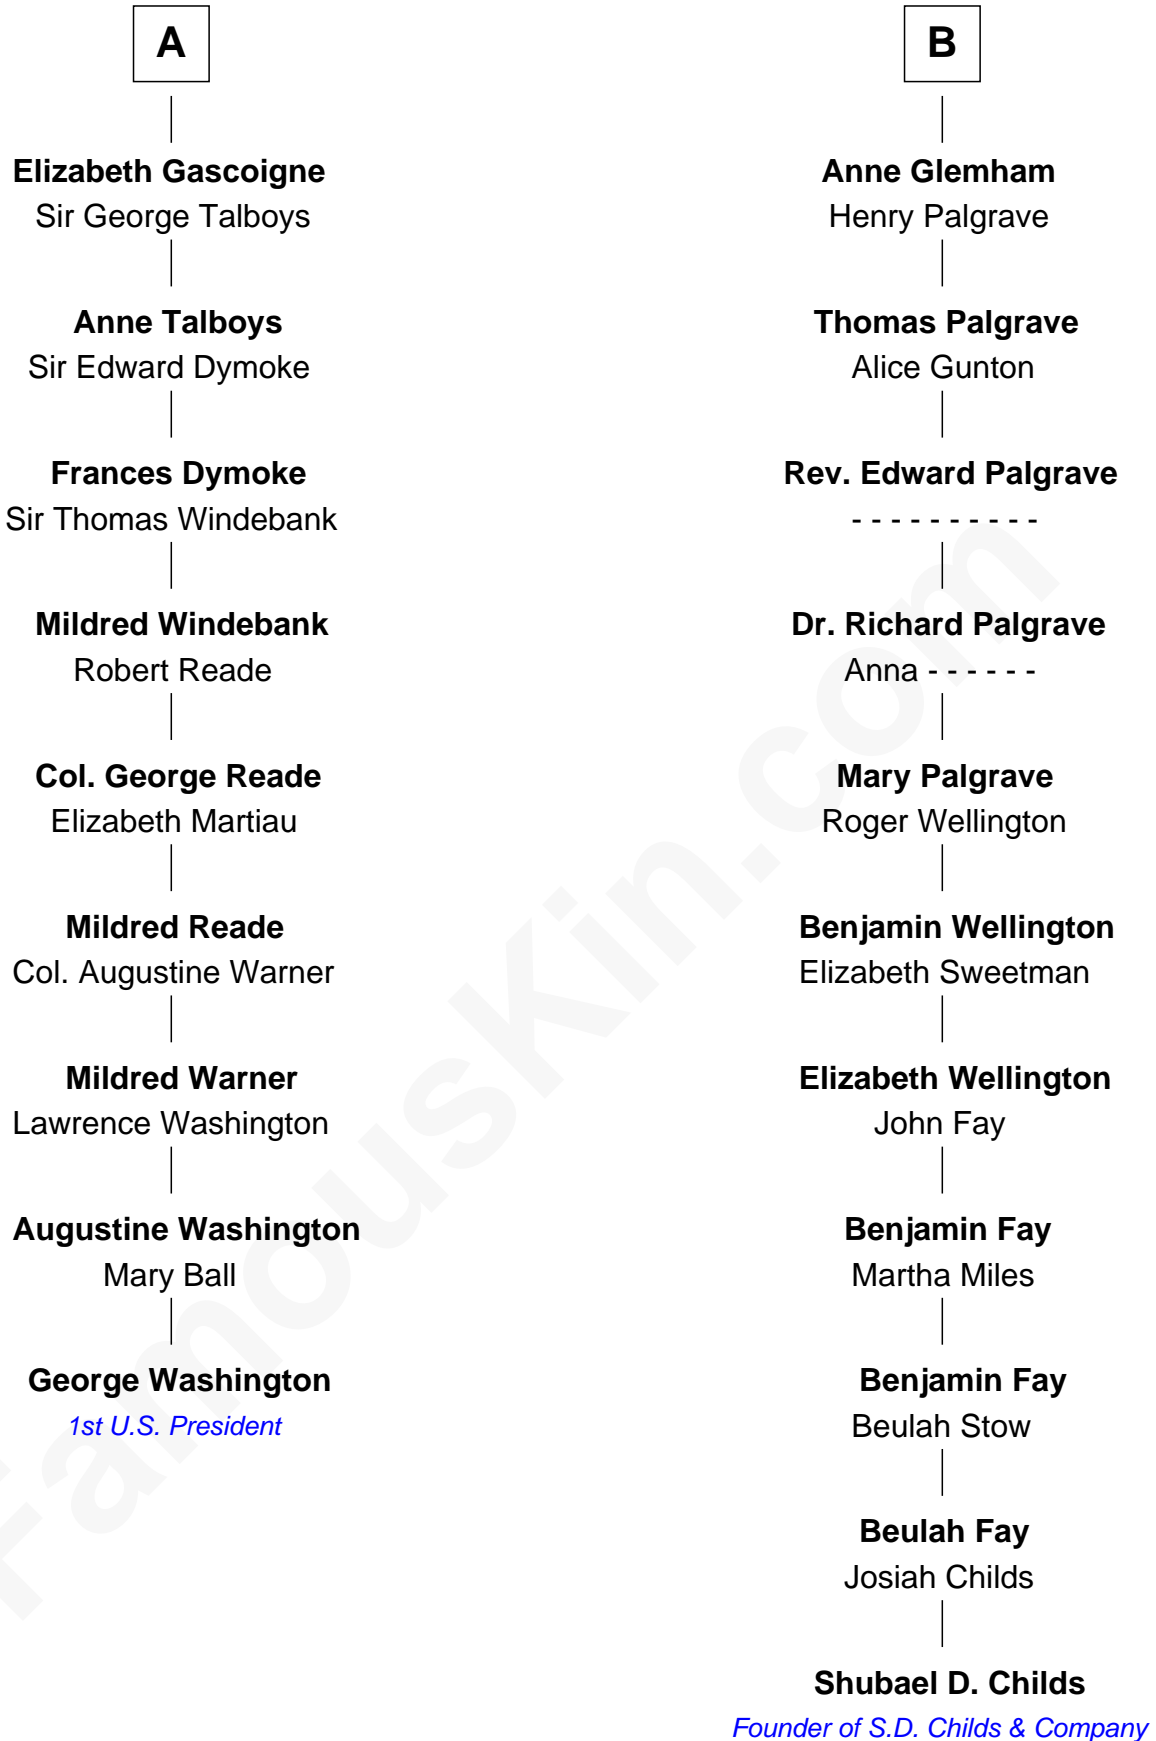 A
Elizabeth Gascoigne
Sir George Talboys
Anne Talboys
Sir Edward Dymoke
Frances Dymoke
Sir Thomas Windebank
Mildred Windebank
Robert Reade
Col. George Reade
Elizabeth Martiau
Mildred Reade
Col. Augustine Warner
Mildred Warner
Lawrence Washington
Augustine Washington
Mary Ball
George Washington
1st U.S. President
B
Anne Glemham
Henry Palgrave
Thomas Palgrave
Alice Gunton
Rev. Edward Palgrave
- - - - - - - - - -
Dr. Richard Palgrave
Anna - - - - - -
Mary Palgrave
Roger Wellington
Benjamin Wellington
Elizabeth Sweetman
Elizabeth Wellington
John Fay
Benjamin Fay
Martha Miles
Benjamin Fay
Beulah Stow
Beulah Fay
Josiah Childs
Shubael D. Childs
Founder of S.D. Childs & Company
FamousKin.com